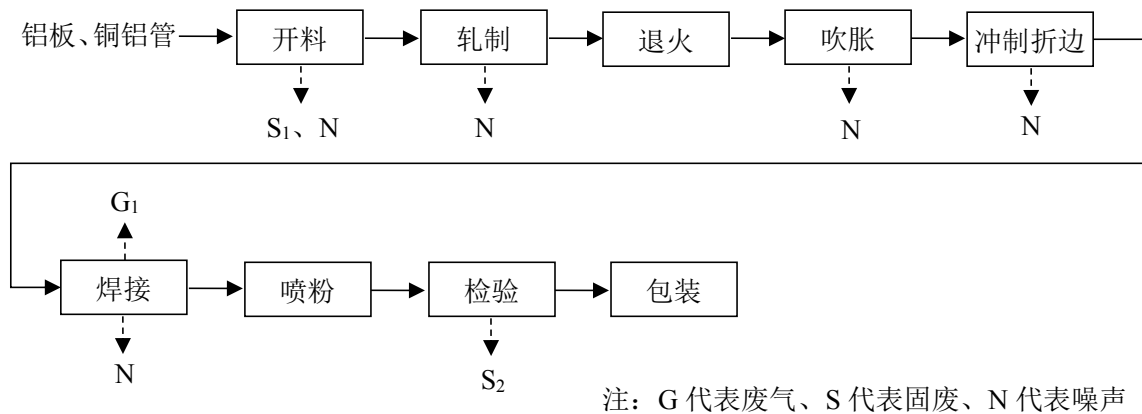 铝板、铜铝管 开料 轧制 退火 吹胀 冲制折边
S₁、N N N N
G₁
焊接 喷粉 检验 包装
N S₂
注：G 代表废气、S 代表固废、N 代表噪声